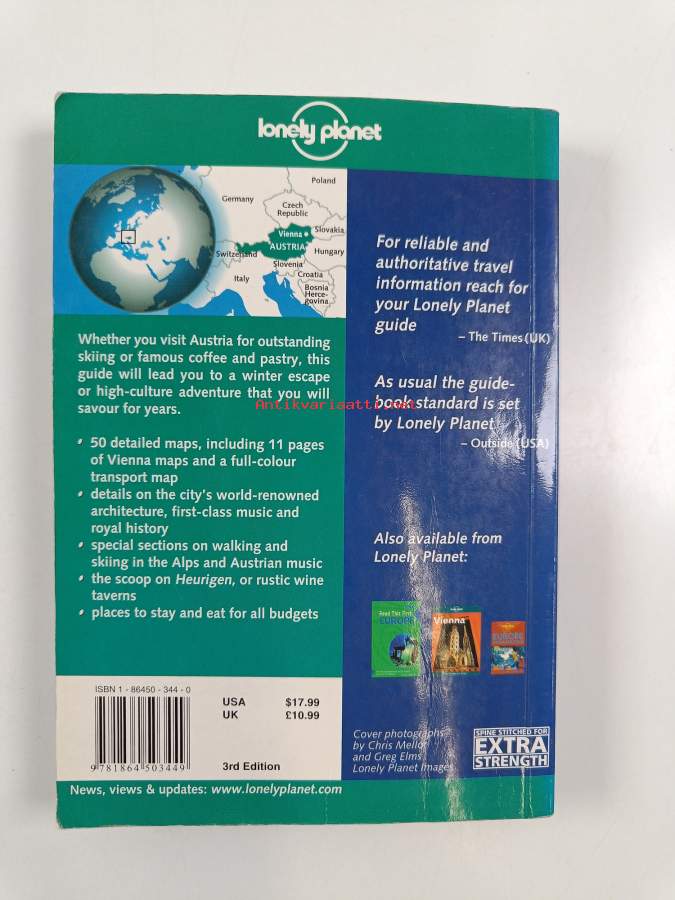 lonely planet
Poland
Germany
Czech
Republic
Vienna
Slovakia
AUSTRIA
Switzerland
Hungary
Slovenia
Italy
Croatia
Bosnia
Herce-
govina
For reliable and
authoritative travel
information reach for
your Lonely Planet
guide
– The Times (UK)
As usual the guide-
book standard is set
by Lonely Planet
– Outside (USA)
Whether you visit Austria for outstanding
skiing or famous coffee and pastry, this
guide will lead you to a winter escape
or high-culture adventure that you will
savour for years.
Antikvariaatti.net
• 50 detailed maps, including 11 pages
of Vienna maps and a full-colour
transport map
• details on the city's world-renowned
architecture, first-class music and
royal history
• special sections on walking and
skiing in the Alps and Austrian music
• the scoop on Heurigen, or rustic wine
taverns
• places to stay and eat for all budgets
Also available from
Lonely Planet:
Read This First
EUROPE
Vienna
EUROPE
ISBN 1 - 86450 - 344 - 0
9 781864 503449
USA $17.99
UK £10.99
3rd Edition
Cover photographs
by Chris Mellor
and Greg Elms
Lonely Planet Images
SPINE STITCHED FOR
EXTRA
STRENGTH
News, views & updates: www.lonelyplanet.com